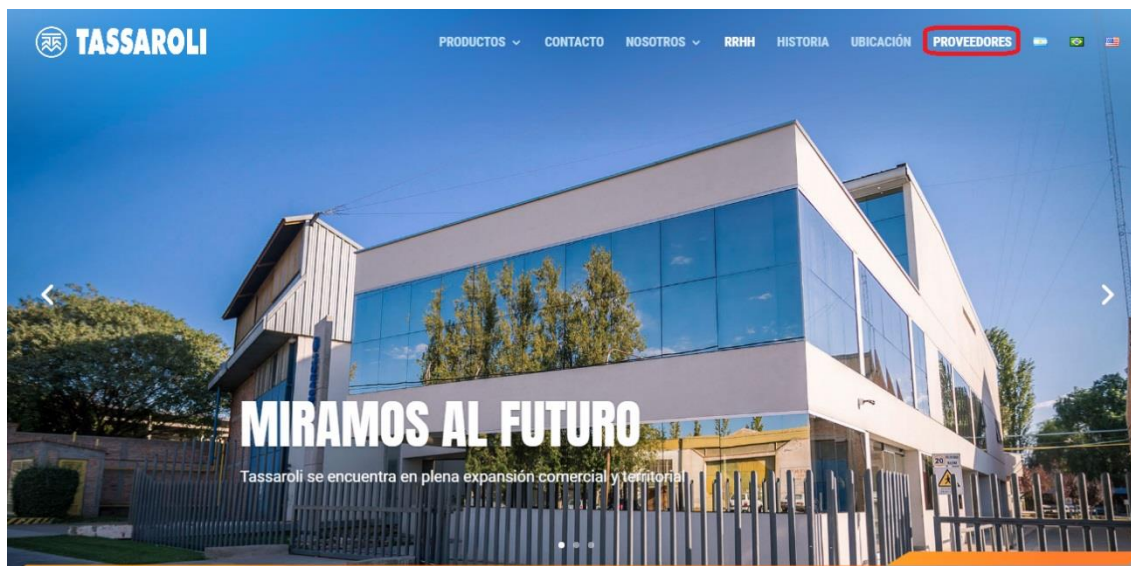 TASSAROLI
PRODUCTOS CONTACTO NOSOTROS RRHH HISTORIA UBICACIÓN PROVEEDORES
MIRAMOS AL FUTURO
Tassaroli se encuentra en plena expansión comercial y territorial
20